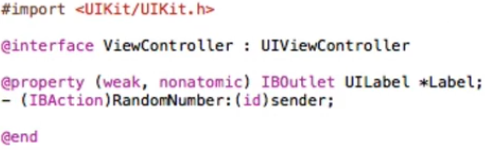 #import <UIKit/UIKit.h>
@interface ViewController : UIViewController
@property (weak, nonatomic) IBOutlet UILabel *Label;
- (IBAction)RandomNumber:(id)sender;
@end